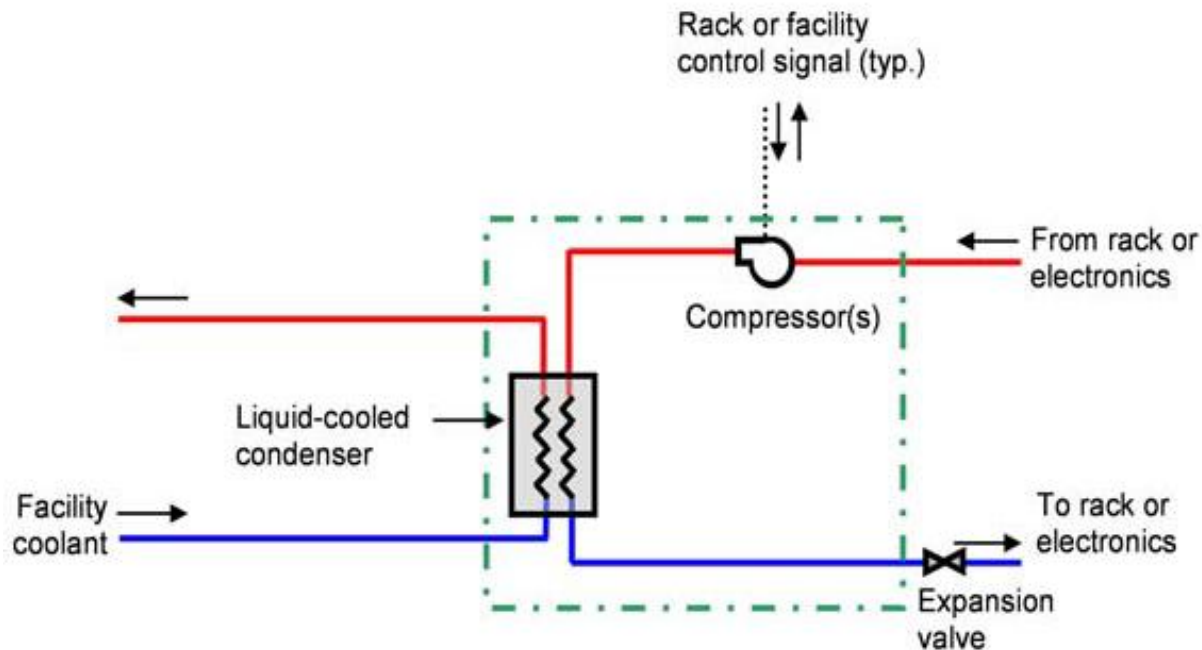 Rack or facility
control signal (typ.)
From rack or
electronics
Compressor(s)
Liquid-cooled
condenser
Facility
coolant
To rack or
electronics
Expansion
valve